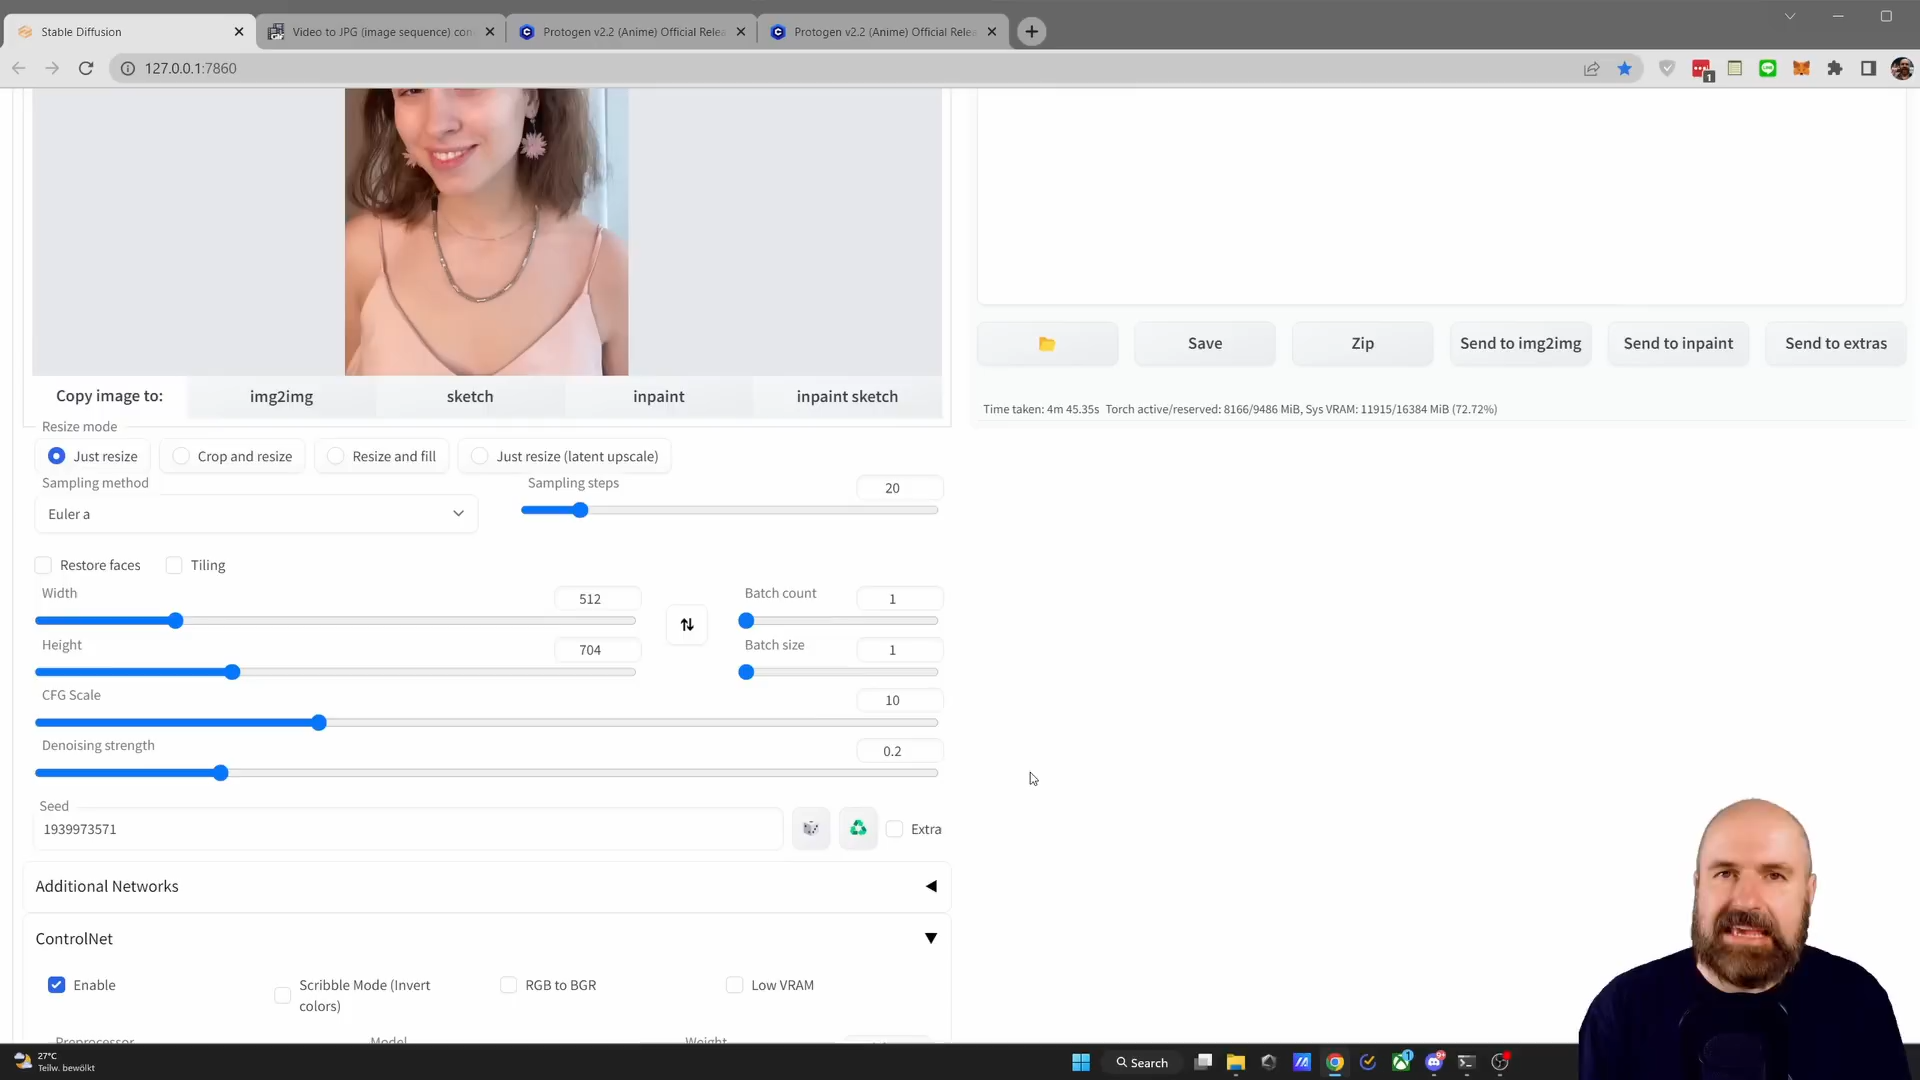 Stable Diffusion
Video to JPG (image sequence) con
Protogen v2.2 (Anime) Official Relea
Protogen v2.2 (Anime) Official Relea
127.0.0.1:7860
1
Save
Zip
Send to img2img
Send to inpaint
Send to extras
Copy image to:
img2img
sketch
inpaint
inpaint sketch
Time taken: 4m 45.35s Torch active/reserved: 8166/9486 MiB, Sys VRAM: 11915/16384 MiB (72.72%)
Resize mode
Just resize
Crop and resize
Resize and fill
Just resize (latent upscale)
Sampling method
Euler a
Sampling steps
20
Restore faces
Tiling
Width
512
Height
704
Batch count
1
Batch size
1
CFG Scale
10
Denoising strength
0.2
Seed
1939973571
Extra
Additional Networks
ControlNet
Enable
Scribble Mode (Invert
colors)
RGB to BGR
Low VRAM
Preprocessor
Model
Weight
27°C
Teilw. bewölkt
Search